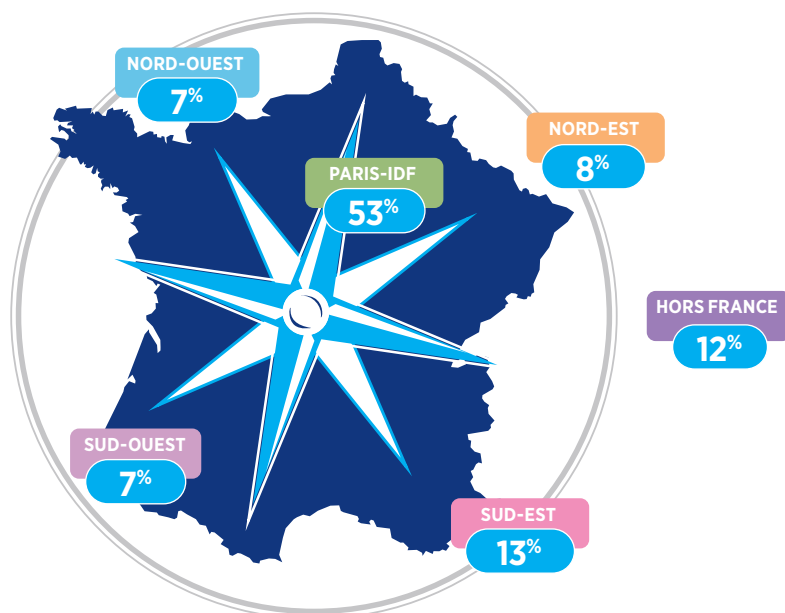 NORD-OUEST
7%
NORD-EST
8%
PARIS-IDF
53%
HORS FRANCE
12%
SUD-OUEST
7%
SUD-EST
13%